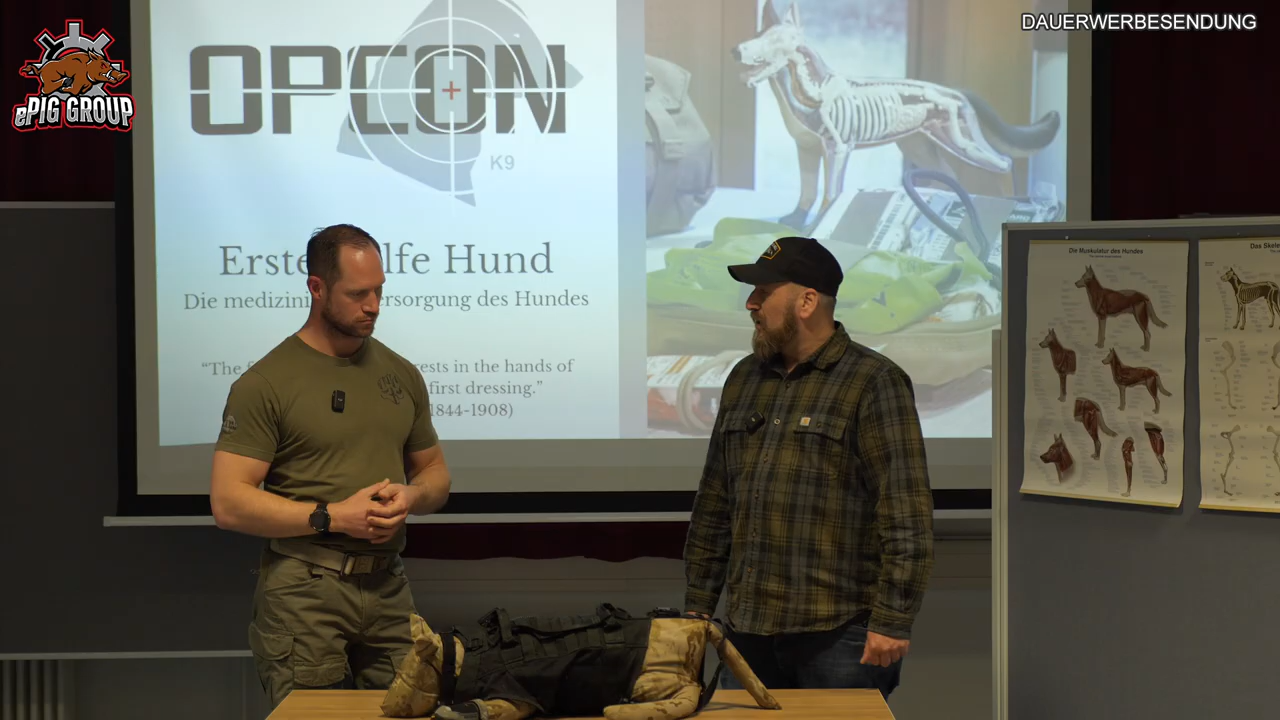 DAUERWERBESENDUNG
ePIG GROUP
OPCON
K9
Erste Hilfe Hund
Die medizini ersorgung des Hundes
“The f ests in the hands of
first dressing.”
1844-1908)
Die Muskulatur des Hundes
Das Skele